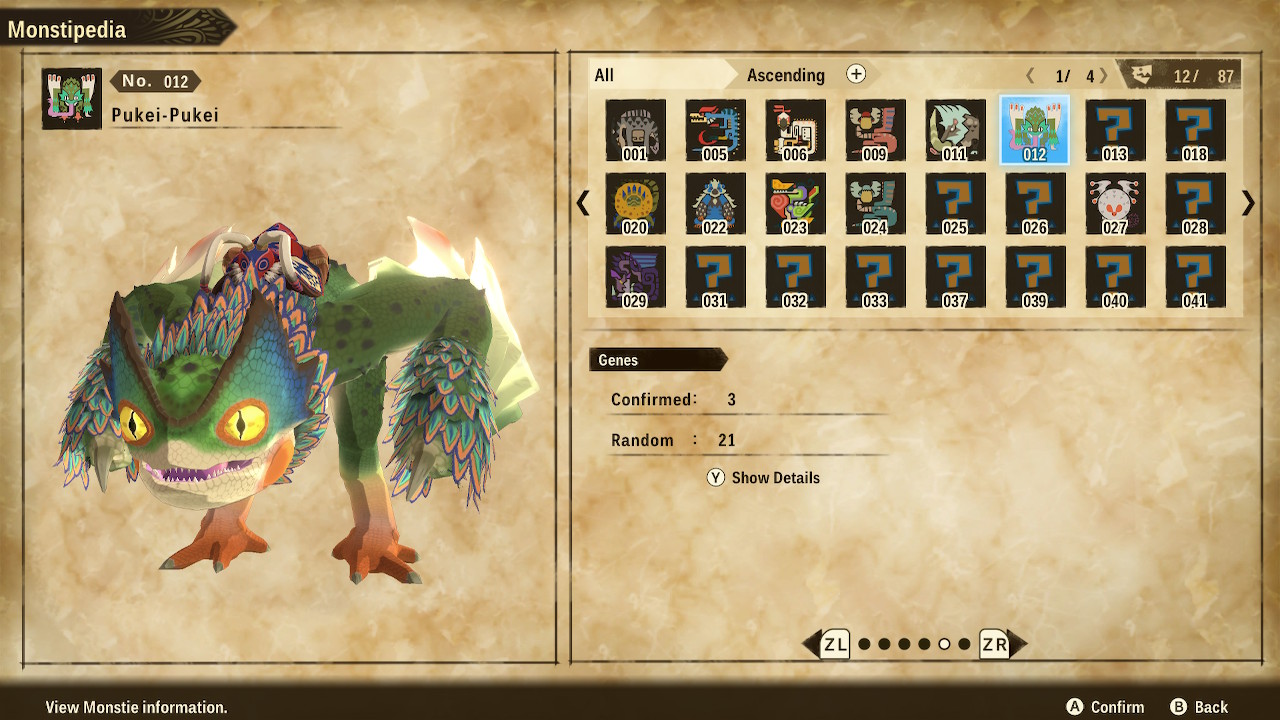 Monstipedia
No. 012
Pukei-Pukei
All
Ascending
1/ 4
12/ 87
001 005 006 009 011 012 013 018
020 022 023 024 025 026 027 028
029 031 032 033 037 039 040 041
Genes
Confirmed: 3
Random : 21
Y Show Details
ZL ZR
View Monstie information.
A Confirm B Back